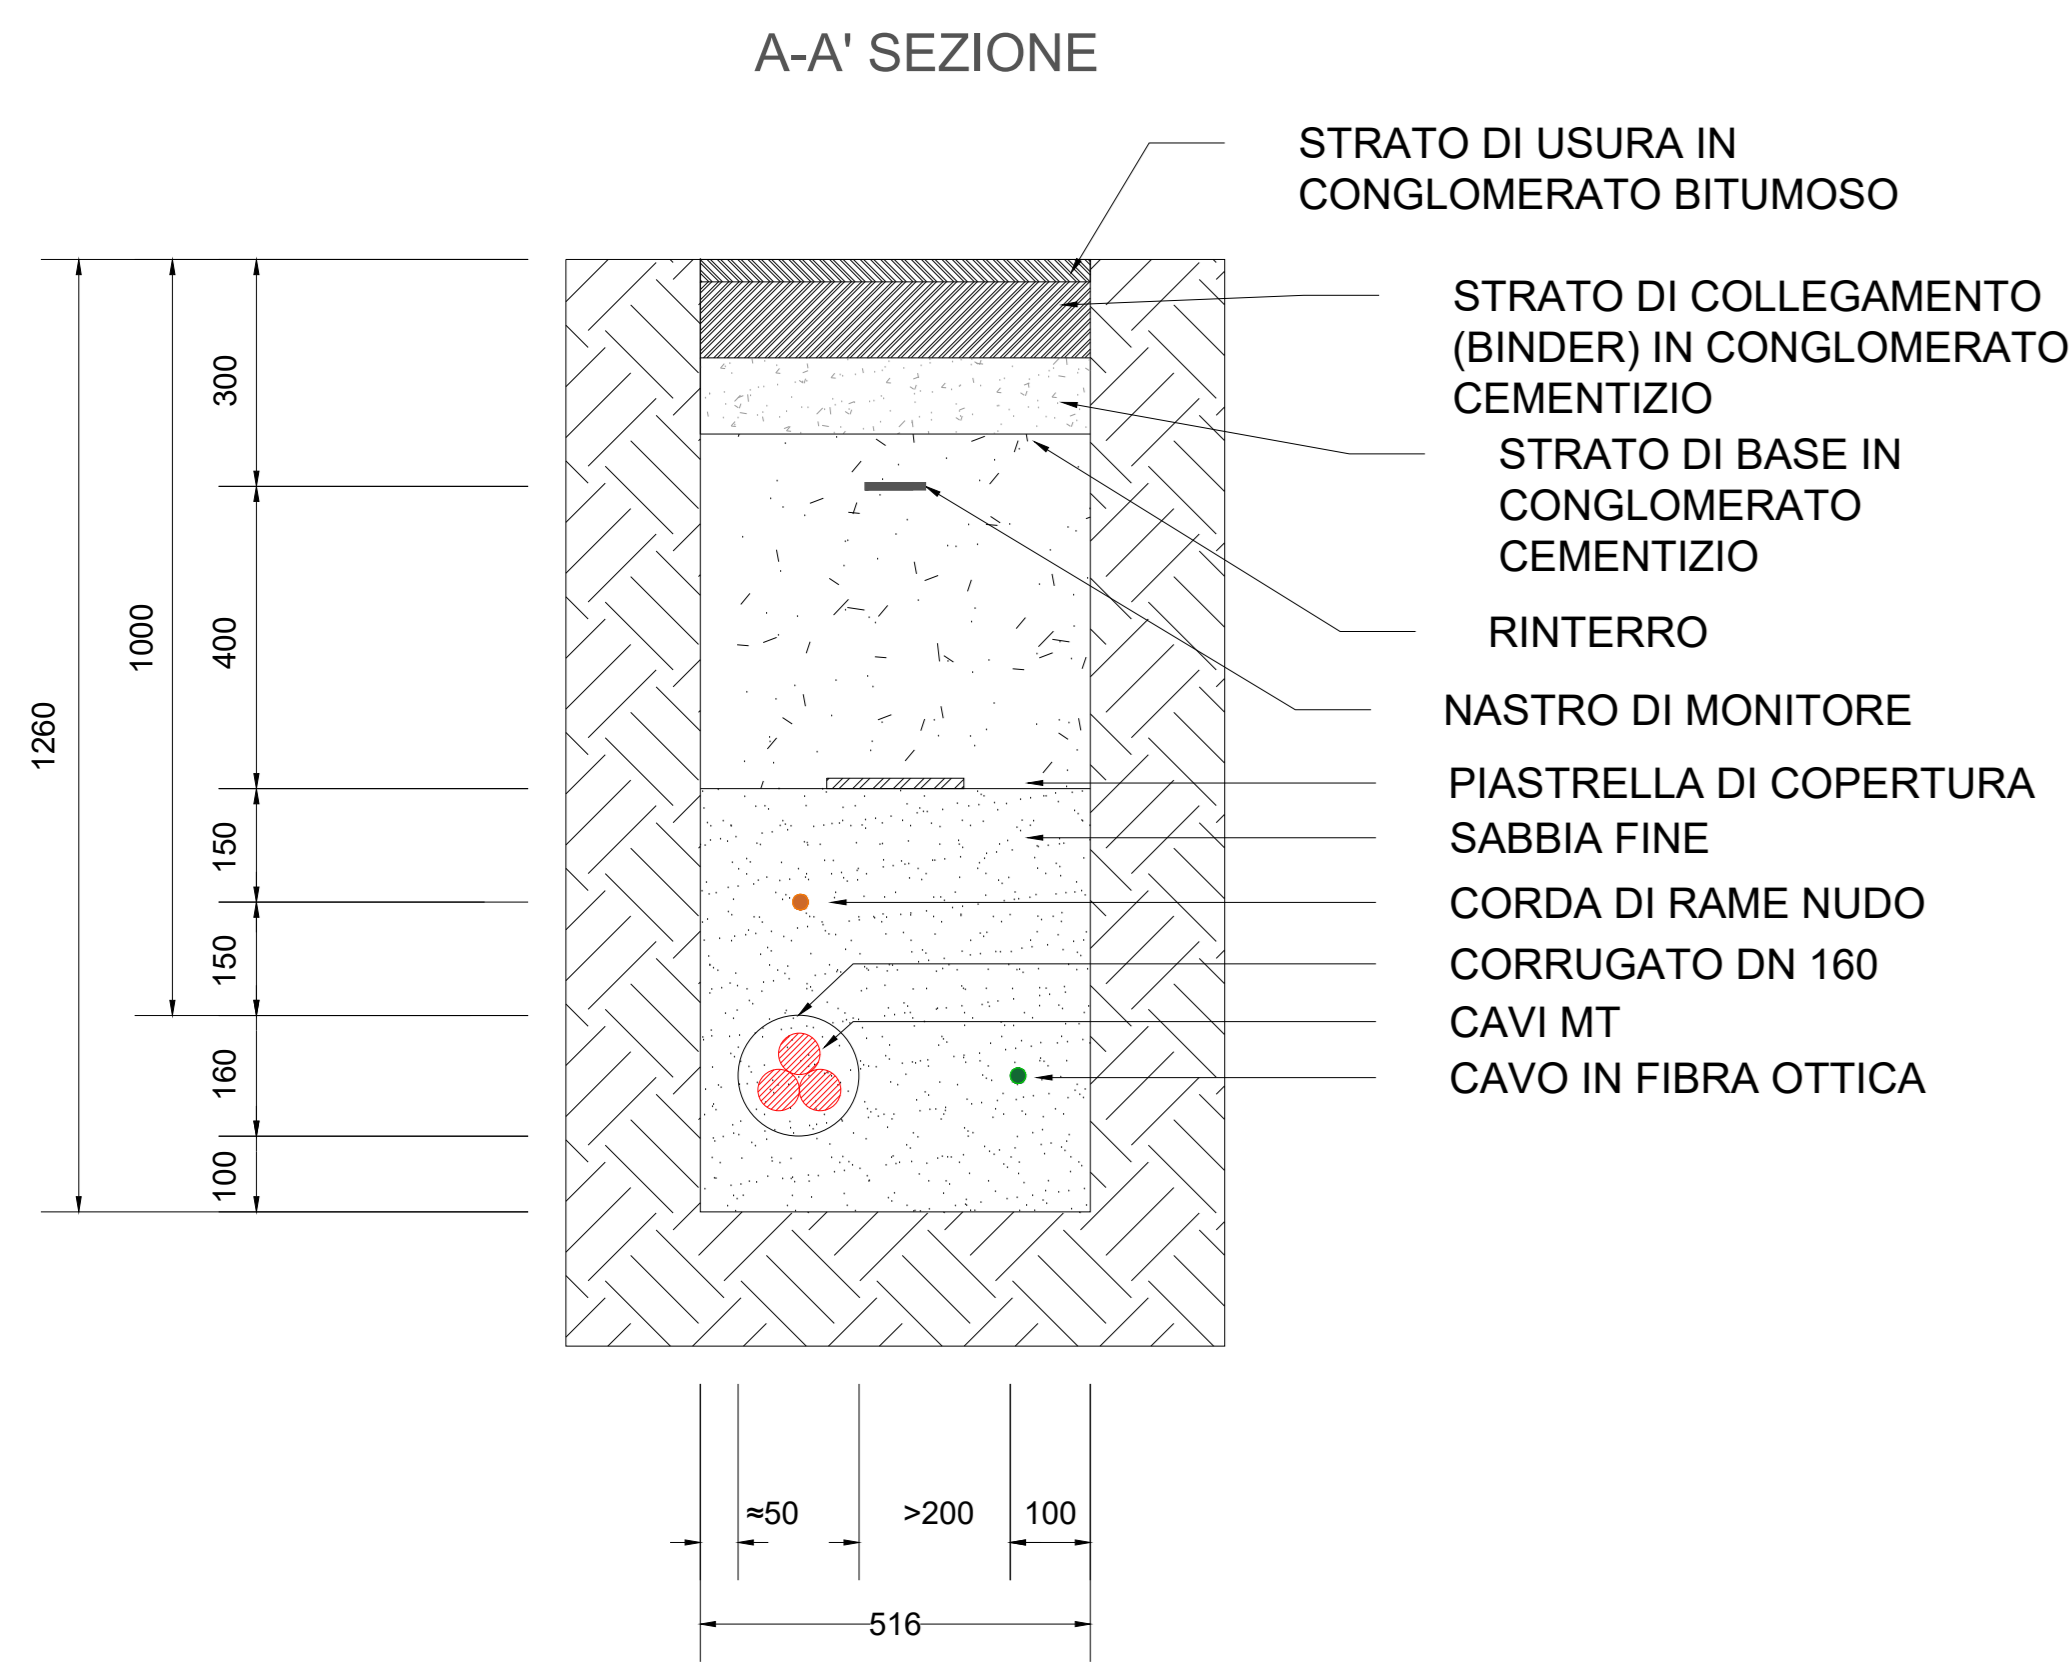 A-A' SEZIONE
STRATO DI USURA IN
CONGLOMERATO BITUMOSO
STRATO DI COLLEGAMENTO
(BINDER) IN CONGLOMERATO
CEMENTIZIO
STRATO DI BASE IN
CONGLOMERATO
CEMENTIZIO
RINTERRO
NASTRO DI MONITORE
PIASTRELLA DI COPERTURA
SABBIA FINE
CORDA DI RAME NUDO
CORRUGATO DN 160
CAVI MT
CAVO IN FIBRA OTTICA
1260
1000
300
400
150
150
160
100
≈50
>200
100
516